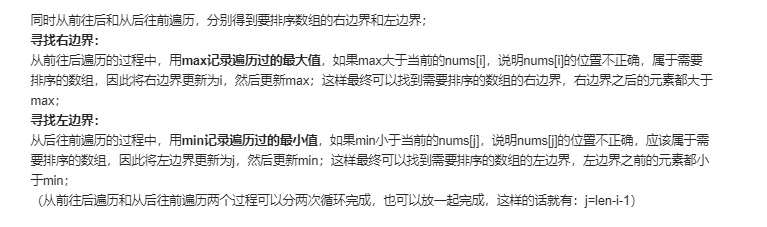 同时从前往后和从后往前遍历，分别得到要排序数组的右边界和左边界；
寻找右边界：
从前往后遍历的过程中，用max记录遍历过的最大值，如果max大于当前的nums[i]，说明nums[i]的位置不正确，属于需要
排序的数组，因此将右边界更新为i，然后更新max；这样最终可以找到需要排序的数组的右边界，右边界之后的元素都大于
max；
寻找左边界：
从后往前遍历的过程中，用min记录遍历过的最小值，如果min小于当前的nums[j]，说明nums[j]的位置不正确，应该属于需
要排序的数组，因此将左边界更新为j，然后更新min；这样最终可以找到需要排序的数组的左边界，左边界之前的元素都小
于min；
（从前往后遍历和从后往前遍历两个过程可以分两次循环完成，也可以放一起完成，这样的话就有：j=len-i-1）